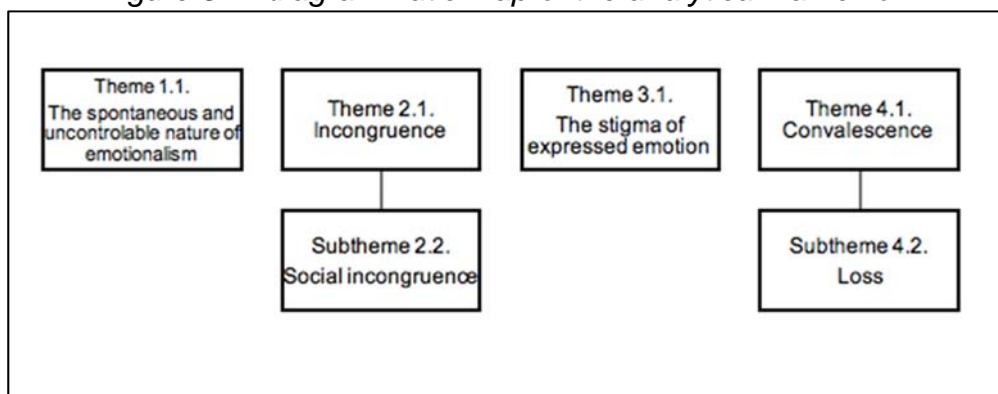 Theme 1.1.
The spontaneous and
uncontrolable nature of
emotionalism
Theme 2.1.
Incongruence
Theme 3.1.
The stigma of
expressed emotion
Theme 4.1.
Convalescence
Subtheme 2.2.
Social incongruence
Subtheme 4.2.
Loss